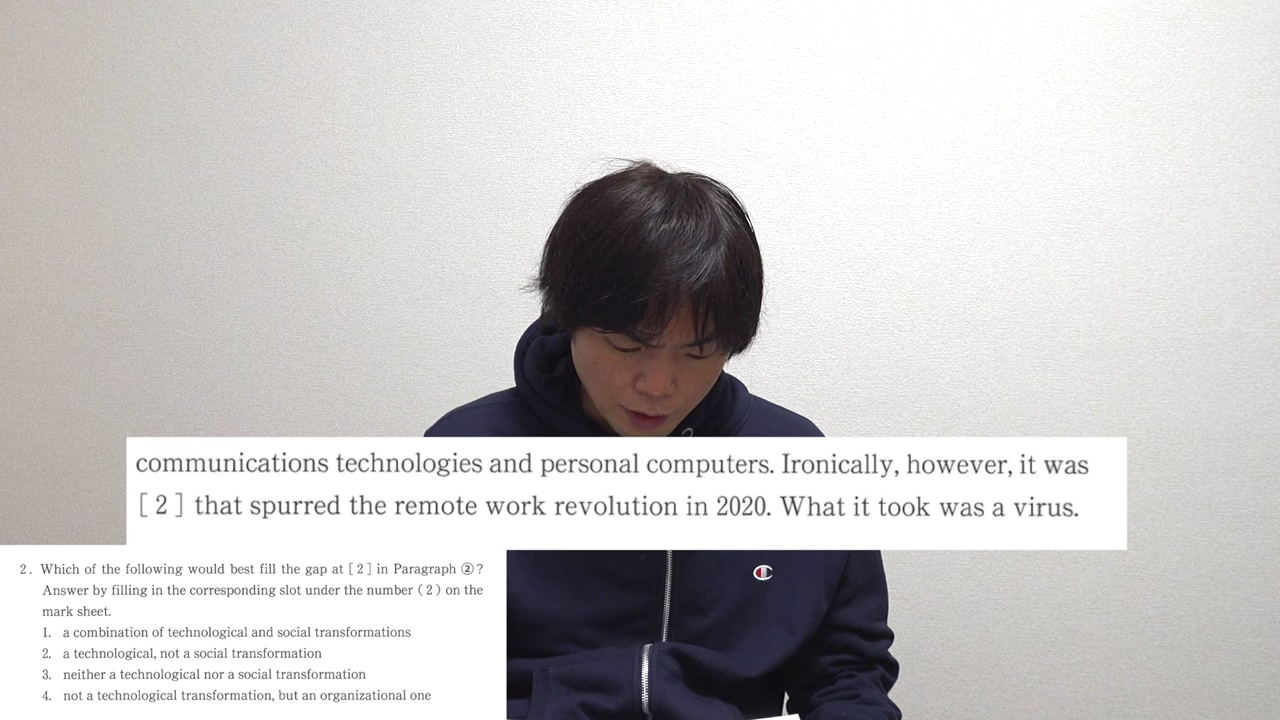 communications technologies and personal computers. Ironically, however, it was
[ 2 ] that spurred the remote work revolution in 2020. What it took was a virus.
2. Which of the following would best fill the gap at [ 2 ] in Paragraph ②?
Answer by filling in the corresponding slot under the number ( 2 ) on the
mark sheet.
1. a combination of technological and social transformations
2. a technological, not a social transformation
3. neither a technological nor a social transformation
4. not a technological transformation, but an organizational one